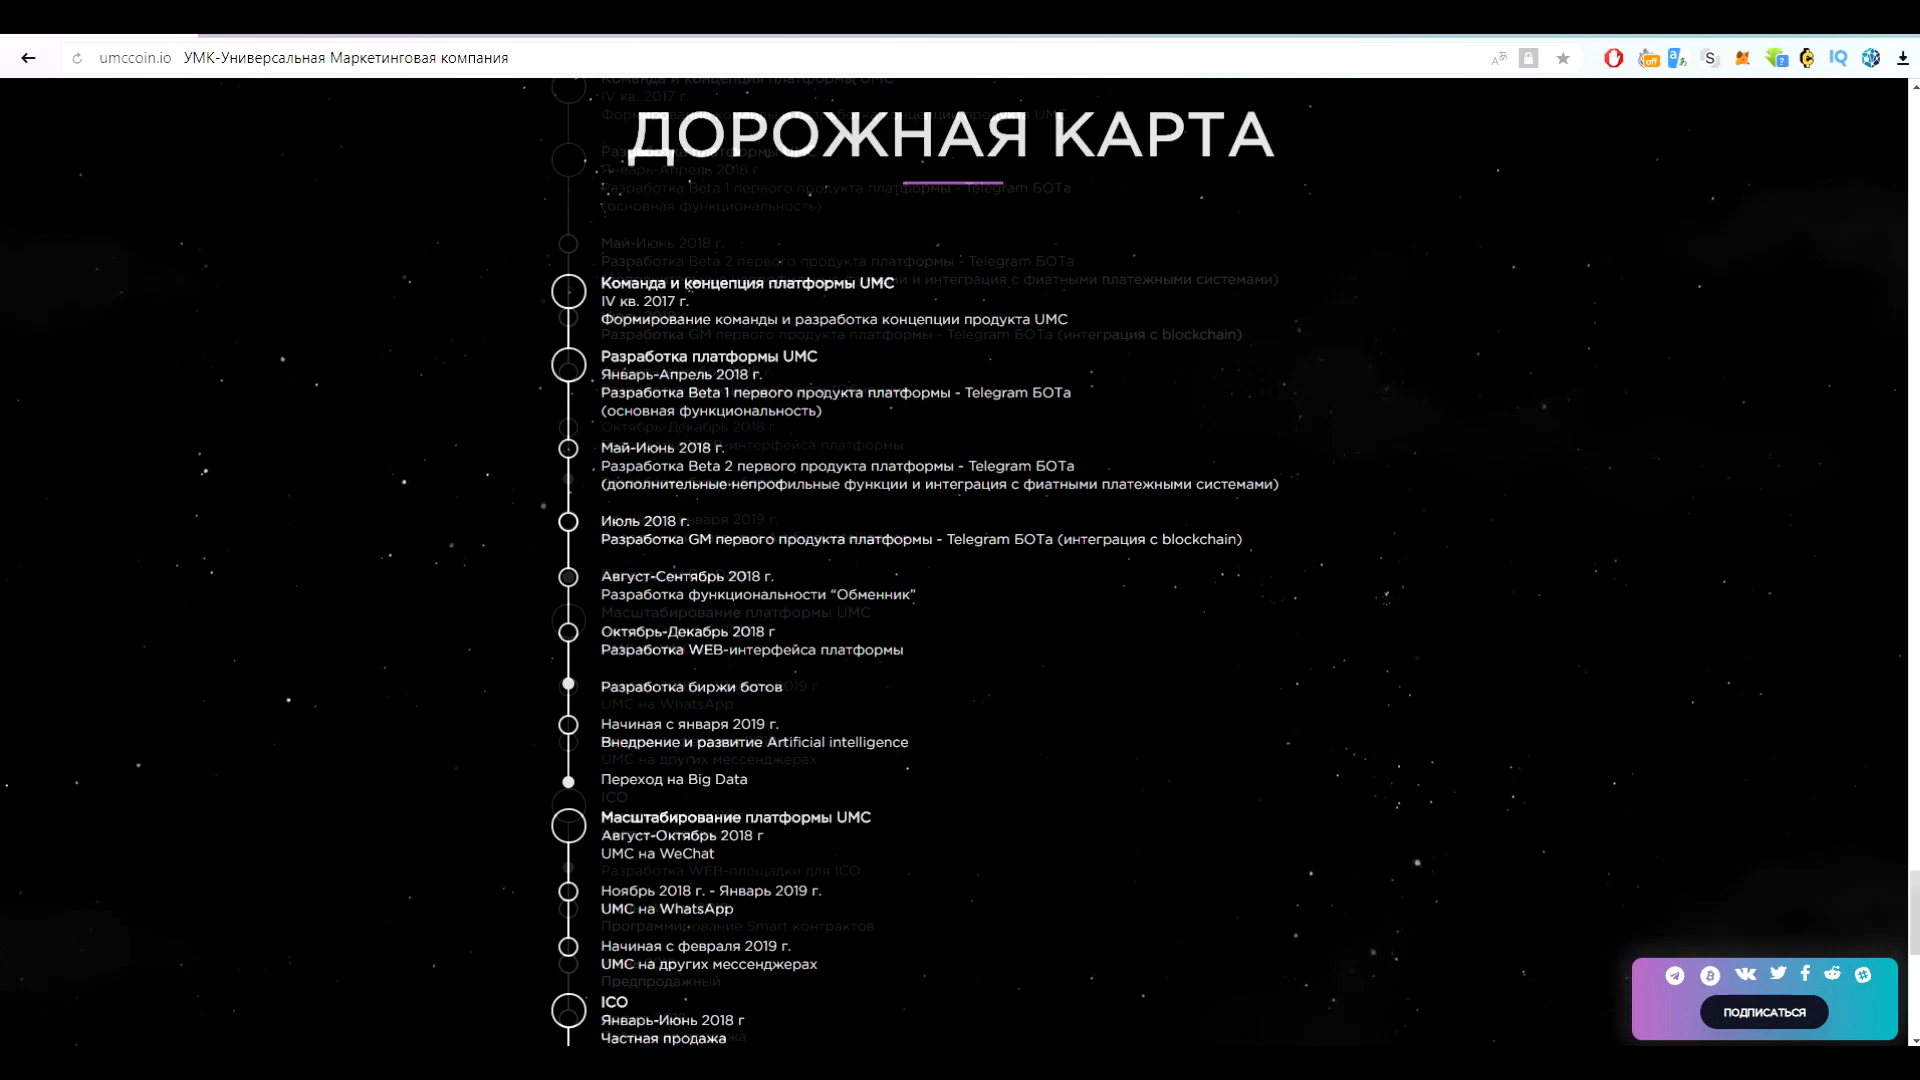 umccoin.io УМК-Универсальная Маркетинговая компания
ДОРОЖНАЯ КАРТА
Команда и концепция платформы UMC
IV кв. 2017 г.
Формирование команды и разработка концепции продукта UMC
Разработка платформы UMC
Январь-Апрель 2018 г.
Разработка Beta 1 первого продукта платформы - Telegram БОТа
(основная функциональность)
Май-Июнь 2018 г.
Разработка Beta 2 первого продукта платформы - Telegram БОТа
(дополнительные непрофильные функции и интеграция с фиатными платежными системами)
Июль 2018 г.
Разработка GM первого продукта платформы - Telegram БОТа (интеграция с blockchain)
Август-Сентябрь 2018 г.
Разработка функциональности “Обменник”
Октябрь-Декабрь 2018 г
Разработка WEB-интерфейса платформы
Разработка биржи ботов
Начиная с января 2019 г.
Внедрение и развитие Artificial intelligence
Переход на Big Data
Масштабирование платформы UMC
Август-Октябрь 2018 г
UMC на WeChat
Ноябрь 2018 г. - Январь 2019 г.
UMC на WhatsApp
Начиная с февраля 2019 г.
UMC на других мессенджерах
ICO
Январь-Июнь 2018 г
Частная продажа
ПОДПИСАТЬСЯ